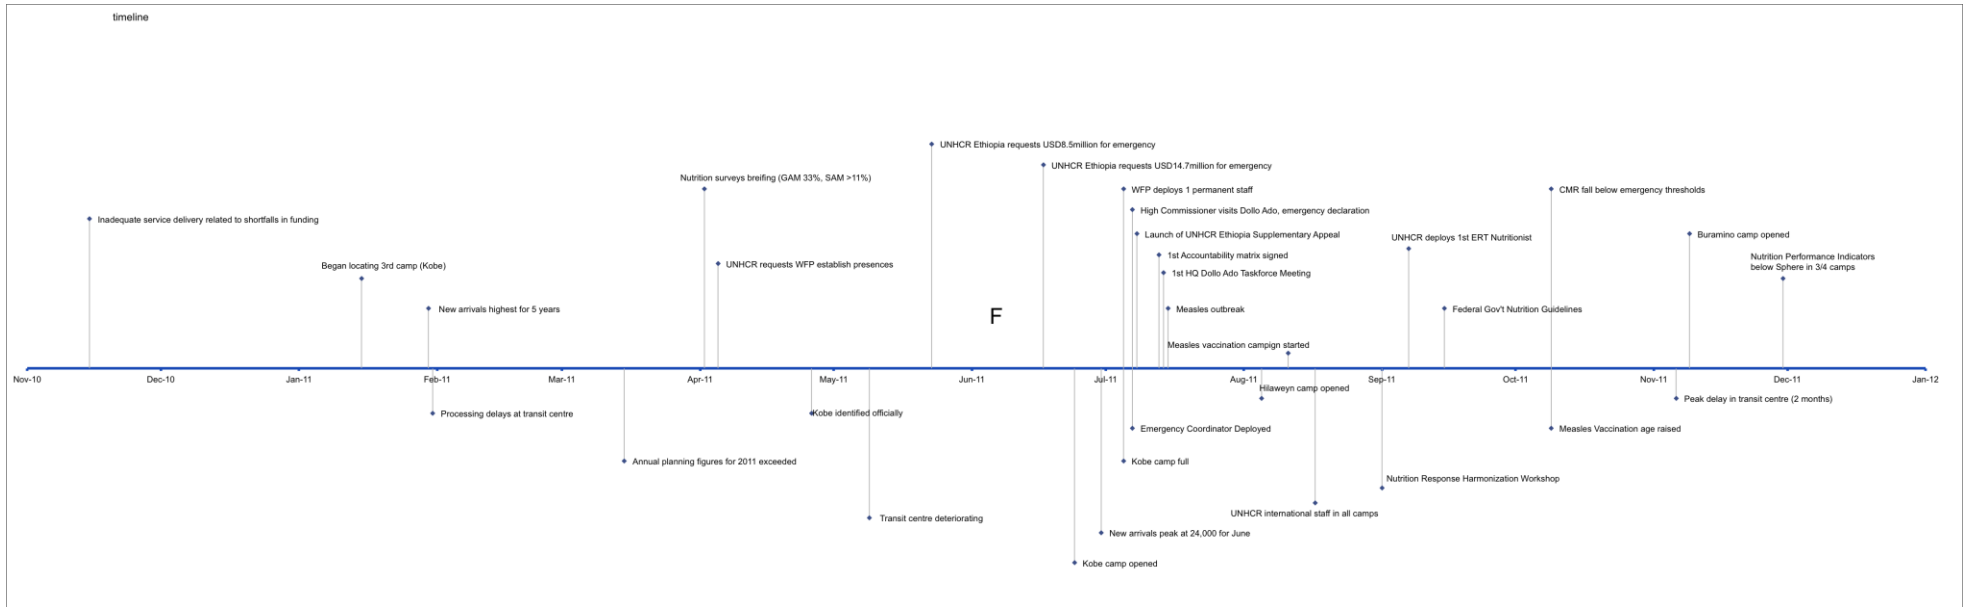 timeline
UNHCR Ethiopia requests USD8.5million for emergency
UNHCR Ethiopia requests USD14.7million for emergency
Nutrition surveys breifing (GAM 33%, SAM >11%)
WFP deploys 1 permanent staff
CMR fall below emergency thresholds
High Commissioner visits Dollo Ado, emergency declaration
Inadequate service delivery related to shortfalls in funding
Launch of UNHCR Ethiopia Supplementary Appeal
UNHCR deploys 1st ERT Nutritionist
Buramino camp opened
1st Accountability matrix signed
Nutrition Performance Indicators
below Sphere in 3/4 camps
Began locating 3rd camp (Kobe)
UNHCR requests WFP establish presences
1st HQ Dollo Ado Taskforce Meeting
New arrivals highest for 5 years
F
Measles outbreak
Federal Gov't Nutrition Guidelines
Measles vaccination campign started
Nov-10 Dec-10 Jan-11 Feb-11 Mar-11 Apr-11 May-11 Jun-11 Jul-11 Aug-11 Sep-11 Oct-11 Nov-11 Dec-11 Jan-12
Hilaweyn camp opened
Peak delay in transit centre (2 months)
Processing delays at transit centre
Kobe identified officially
Emergency Coordinator Deployed
Measles Vaccination age raised
Annual planning figures for 2011 exceeded
Kobe camp full
Nutrition Response Harmonization Workshop
UNHCR international staff in all camps
Transit centre deteriorating
New arrivals peak at 24,000 for June
Kobe camp opened